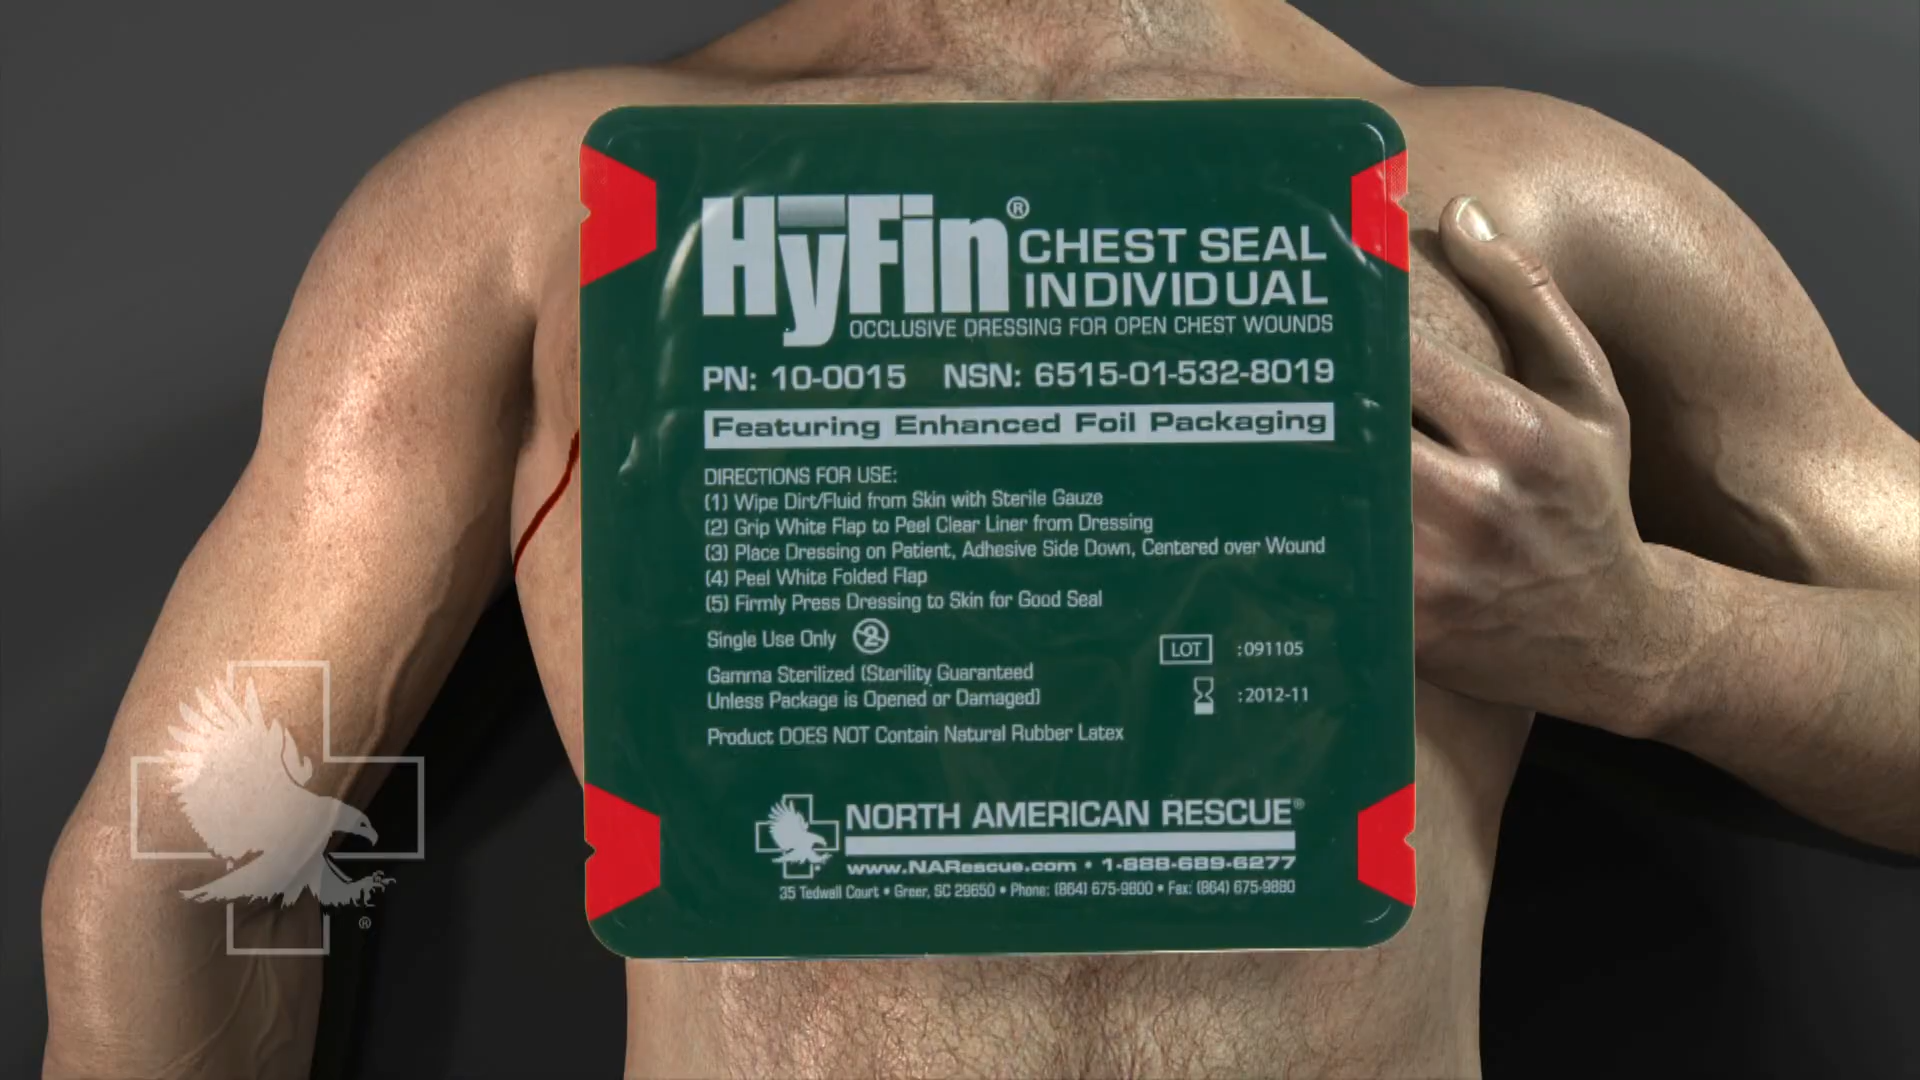 HyFin® CHEST SEAL
INDIVIDUAL
OCCLUSIVE DRESSING FOR OPEN CHEST WOUNDS
PN: 10-0015 NSN: 6515-01-532-8019
Featuring Enhanced Foil Packaging
DIRECTIONS FOR USE:
(1) Wipe Dirt/Fluid from Skin with Sterile Gauze
(2) Grip White Flap to Peel Clear Liner from Dressing
(3) Place Dressing on Patient, Adhesive Side Down, Centered over Wound
(4) Peel White Folded Flap
(5) Firmly Press Dressing to Skin for Good Seal
Single Use Only 2
Gamma Sterilized (Sterility Guaranteed
Unless Package is Opened or Damaged)
LOT :091105
:2012-11
Product DOES NOT Contain Natural Rubber Latex
NORTH AMERICAN RESCUE®
www.NARescue.com • 1-888-689-6277
35 Tedwall Court • Greer, SC 29650 • Phone: (864) 675-9800 • Fax: (864) 675-9880
®